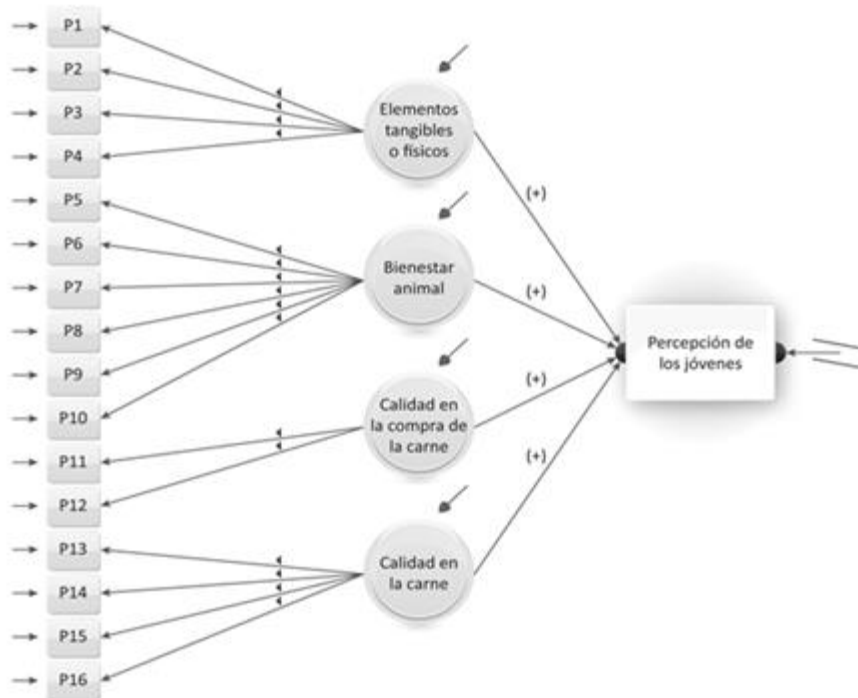 P1
P2
P3
P4
P5
P6
P7
P8
P9
P10
P11
P12
P13
P14
P15
P16
Elementos
tangibles
o físicos
Bienestar
animal
Calidad en
la compra de
la carne
Calidad en
la carne
(+)
(+)
(+)
(+)
Percepción de
los jóvenes